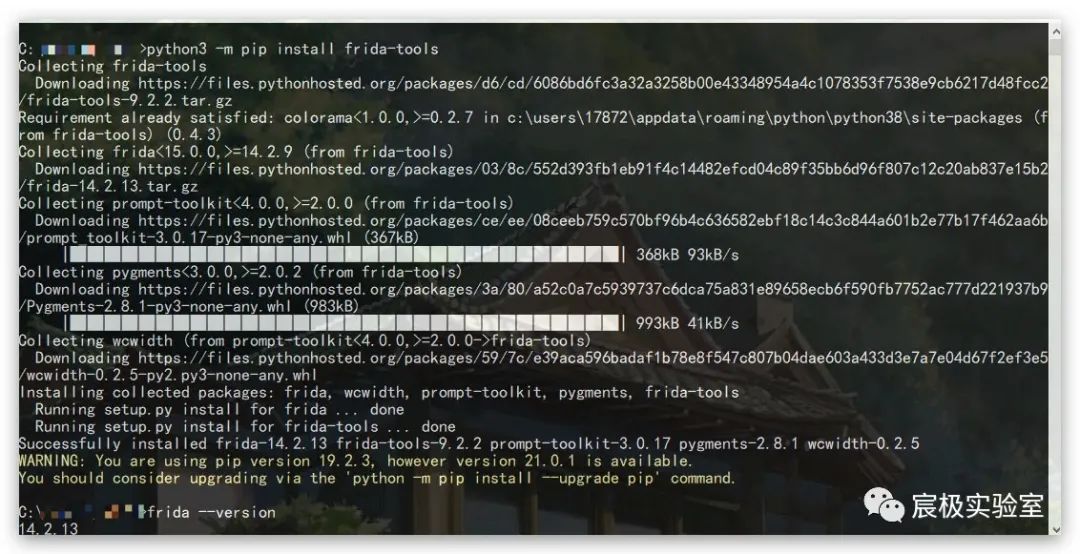 C: >python3 -m pip install frida-tools
Collecting frida-tools
Downloading https://files.pythonhosted.org/packages/d6/cd/6086bd6fc3a32a3258b00e43348954a4c1078353f7538e9cb6217d48fcc2
/frida-tools-9.2.2.tar.gz
Requirement already satisfied: colorama<1.0.0,>=0.2.7 in c:\users\17872\appdata\roaming\python\python38\site-packages (f
rom frida-tools) (0.4.3)
Collecting frida<15.0.0,>=14.2.9 (from frida-tools)
Downloading https://files.pythonhosted.org/packages/03/8c/552d393fb1eb91f4c14482efcd04c89f35bb6d96f807c12c20ab837e15b2
/frida-14.2.13.tar.gz
Collecting prompt-toolkit<4.0.0,>=2.0.0 (from frida-tools)
Downloading https://files.pythonhosted.org/packages/ce/ee/08ceeb759c570bf96b4c636582ebf18c14c3c844a601b2e77b17f462aa6b
/prompt_toolkit-3.0.17-py3-none-any.whl (367kB)
368kB 93kB/s
Collecting pygments<3.0.0,>=2.0.2 (from frida-tools)
Downloading https://files.pythonhosted.org/packages/3a/80/a52c0a7c5939737c6dca75a831e89658ecb6f590fb7752ac777d221937b9
/Pygments-2.8.1-py3-none-any.whl (983kB)
993kB 41kB/s
Collecting wcwidth (from prompt-toolkit<4.0.0,>=2.0.0->frida-tools)
Downloading https://files.pythonhosted.org/packages/59/7c/e39aca596badaf1b78e8f547c807b04dae603a433d3e7a7e04d67f2ef3e5
/wcwidth-0.2.5-py2.py3-none-any.whl
Installing collected packages: frida, wcwidth, prompt-toolkit, pygments, frida-tools
Running setup.py install for frida ... done
Running setup.py install for frida-tools ... done
Successfully installed frida-14.2.13 frida-tools-9.2.2 prompt-toolkit-3.0.17 pygments-2.8.1 wcwidth-0.2.5
WARNING: You are using pip version 19.2.3, however version 21.0.1 is available.
You should consider upgrading via the 'python -m pip install --upgrade pip' command.
C:\ >frida --version
14.2.13
宸极实验室